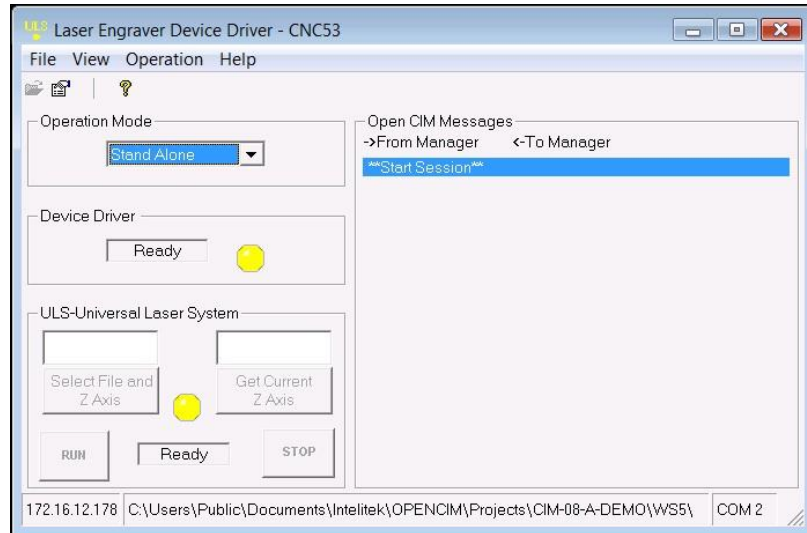 ULS Laser Engraver Device Driver - CNC53
File View Operation Help
Operation Mode
Stand Alone
Device Driver
Ready
ULS-Universal Laser System
Select File and
Z Axis
Get Current
Z Axis
RUN
Ready
STOP
Open CIM Messages
->From Manager <-To Manager
**Start Session**
172.16.12.178 C:\Users\Public\Documents\Intelitek\OPENCIM\Projects\CIM-08-A-DEMO\WS5\ COM 2